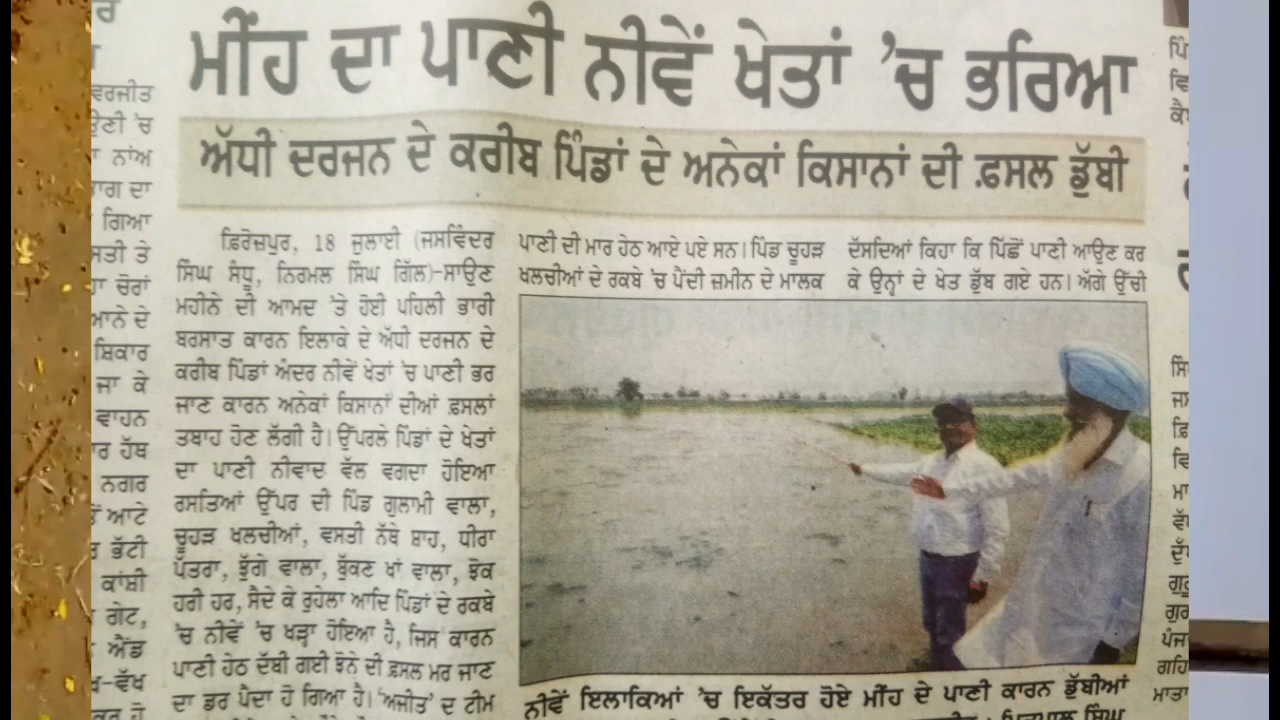 ਮੀਂਹ ਦਾ ਪਾਣੀ ਨੀਵੇਂ ਖੇਤਾਂ 'ਚ ਭਰਿਆ
ਅੱਧੀ ਦਰਜਨ ਦੇ ਕਰੀਬ ਪਿੰਡਾਂ ਦੇ ਅਨੇਕਾਂ ਕਿਸਾਨਾਂ ਦੀ ਫ਼ਸਲ ਡੁੱਬੀ
ਫ਼ਿਰੋਜ਼ਪੁਰ, 18 ਜੁਲਾਈ (ਜਸਵਿੰਦਰ
ਸਿੰਘ ਸੰਧੂ, ਨਿਰਮਲ ਸਿੰਘ ਗਿੱਲ)-ਸਾਉਣ
ਮਹੀਨੇ ਦੀ ਆਮਦ 'ਤੇ ਹੋਈ ਪਹਿਲੀ ਭਾਰੀ
ਬਰਸਾਤ ਕਾਰਨ ਇਲਾਕੇ ਦੇ ਅੱਧੀ ਦਰਜਨ ਦੇ
ਕਰੀਬ ਪਿੰਡਾਂ ਅੰਦਰ ਨੀਵੇਂ ਖੇਤਾਂ 'ਚ ਪਾਣੀ ਭਰ
ਜਾਣ ਕਾਰਨ ਅਨੇਕਾਂ ਕਿਸਾਨਾਂ ਦੀਆਂ ਫ਼ਸਲਾਂ
ਤਬਾਹ ਹੋਣ ਲੱਗੀ ਹੈ। ਉੱਪਰਲੇ ਪਿੰਡਾਂ ਦੇ ਖੇਤਾਂ
ਦਾ ਪਾਣੀ ਨੀਵਾਦ ਵੱਲ ਵਗਦਾ ਹੋਇਆ
ਰਸਤਿਆਂ ਉੱਪਰ ਦੀ ਪਿੰਡ ਗੁਲਾਮੀ ਵਾਲਾ,
ਚੂਹੜ ਖਲਚੀਆਂ, ਵਸਤੀ ਨੱਥੇ ਸ਼ਾਹ, ਧੀਰਾ
ਪੱਤਰਾ, ਝੁੱਗੇ ਵਾਲਾ, ਬੁੱਕਣ ਖਾਂ ਵਾਲਾ, ਝੋਕ
ਹਰੀ ਹਰ, ਸੈਦੇ ਕੇ ਰੁਹੇਲਾ ਆਦਿ ਪਿੰਡਾਂ ਦੇ ਰਕਬੇ
'ਚ ਨੀਵੇਂ 'ਚ ਖੜ੍ਹਾ ਹੋਇਆ ਹੈ, ਜਿਸ ਕਾਰਨ
ਪਾਣੀ ਹੇਠ ਦੱਬੀ ਗਈ ਝੋਨੇ ਦੀ ਫ਼ਸਲ ਮਰ ਜਾਣ
ਦਾ ਡਰ ਪੈਦਾ ਹੋ ਗਿਆ ਹੈ। 'ਅਜੀਤ' ਦ ਟੀਮ
ਪਾਣੀ ਦੀ ਮਾਰ ਹੇਠ ਆਏ ਪਏ ਸਨ। ਪਿੰਡ ਚੂਹੜ
ਖਲਚੀਆਂ ਦੇ ਰਕਬੇ 'ਚ ਪੈਂਦੀ ਜ਼ਮੀਨ ਦੇ ਮਾਲਕ
ਦੱਸਦਿਆਂ ਕਿਹਾ ਕਿ ਪਿੱਛੋਂ ਪਾਣੀ ਆਉਣ ਕਰ
ਕੇ ਉਨ੍ਹਾਂ ਦੇ ਖੇਤ ਡੁੱਬ ਗਏ ਹਨ। ਅੱਗੇ ਉੱਚੀ
ਨੀਵੇਂ ਇਲਾਕਿਆਂ 'ਚ ਇਕੱਤਰ ਹੋਏ ਮੀਂਹ ਦੇ ਪਾਣੀ ਕਾਰਨ ਡੁੱਬੀਆਂ